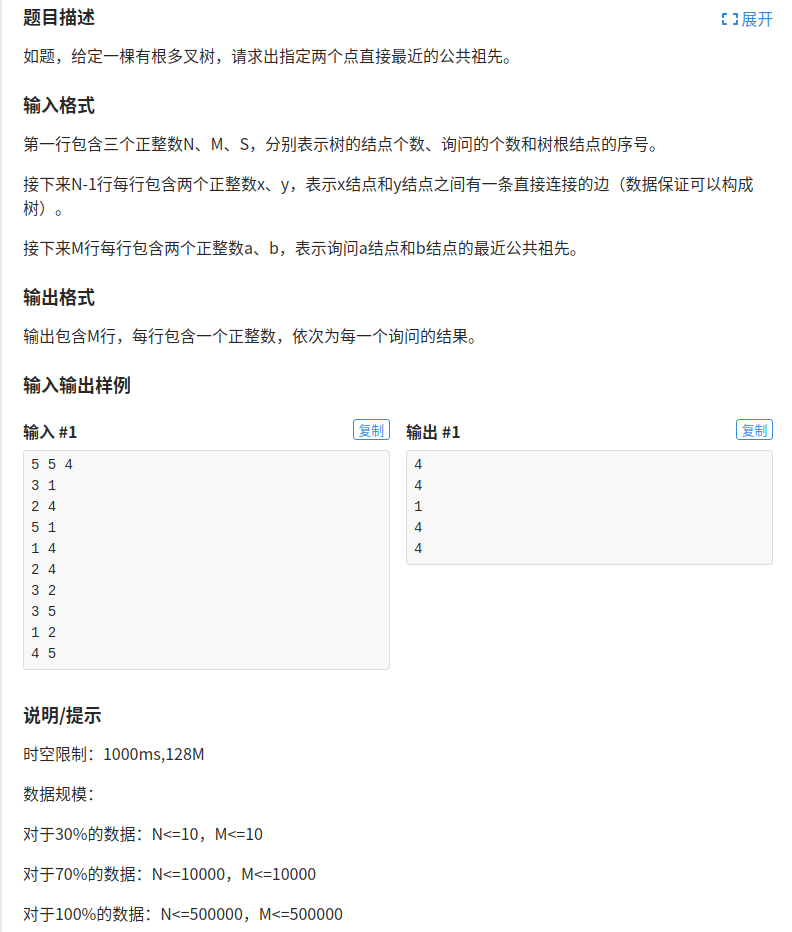 题目描述
展开
如题，给定一棵有根多叉树，请求出指定两个点直接最近的公共祖先。
输入格式
第一行包含三个正整数N、M、S，分别表示树的结点个数、询问的个数和树根结点的序号。
接下来N-1行每行包含两个正整数x、y，表示x结点和y结点之间有一条直接连接的边（数据保证可以构成
树）。
接下来M行每行包含两个正整数a、b，表示询问a结点和b结点的最近公共祖先。
输出格式
输出包含M行，每行包含一个正整数，依次为每一个询问的结果。
输入输出样例
输入 #1
复制
5 5 4
3 1
2 4
5 1
1 4
2 4
3 2
3 5
1 2
4 5
输出 #1
复制
4
4
1
4
4
说明/提示
时空限制：1000ms,128M
数据规模：
对于30%的数据：N<=10，M<=10
对于70%的数据：N<=10000，M<=10000
对于100%的数据：N<=500000，M<=500000